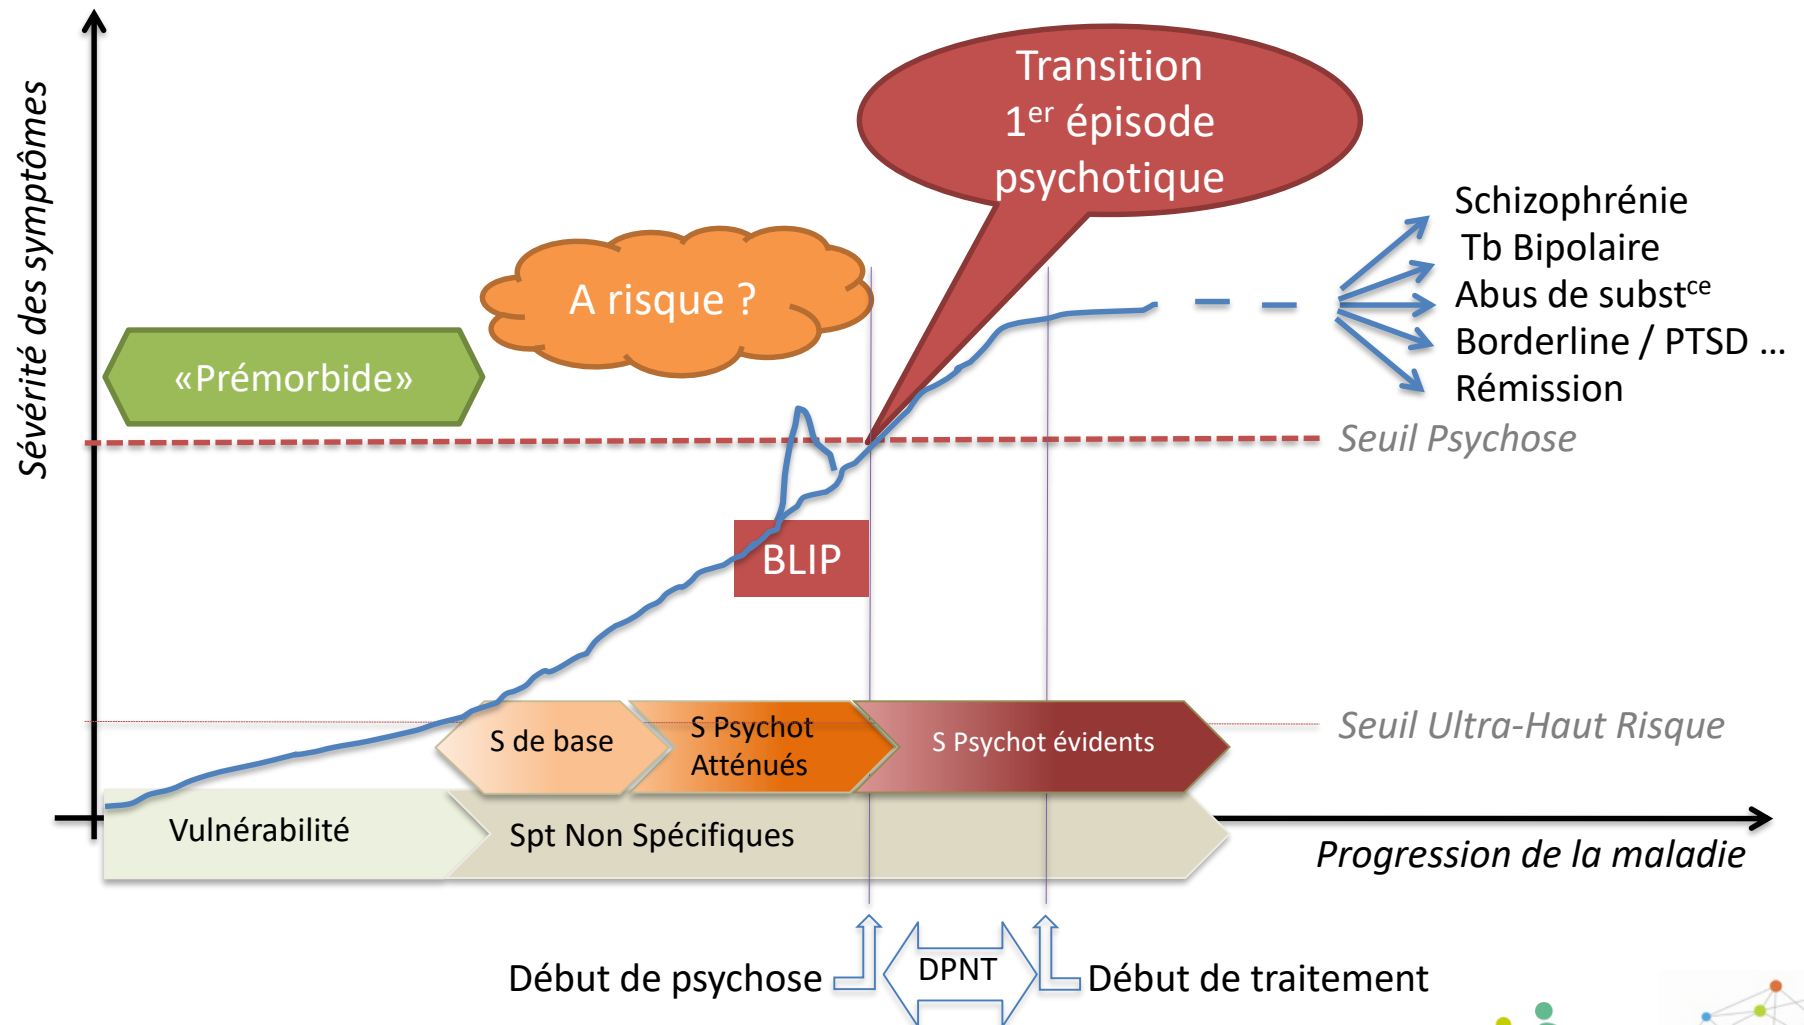 Sévérité des symptômes
Transition
1er épisode
psychotique
A risque ?
«Prémorbide»
Schizophrénie
Tb Bipolaire
Abus de substce
Borderline / PTSD ...
Rémission
Seuil Psychose
BLIP
Seuil Ultra-Haut Risque
S de base
S Psychot
Atténués
S Psychot évidents
Vulnérabilité
Spt Non Spécifiques
Progression de la maladie
Début de psychose
DPNT
Début de traitement